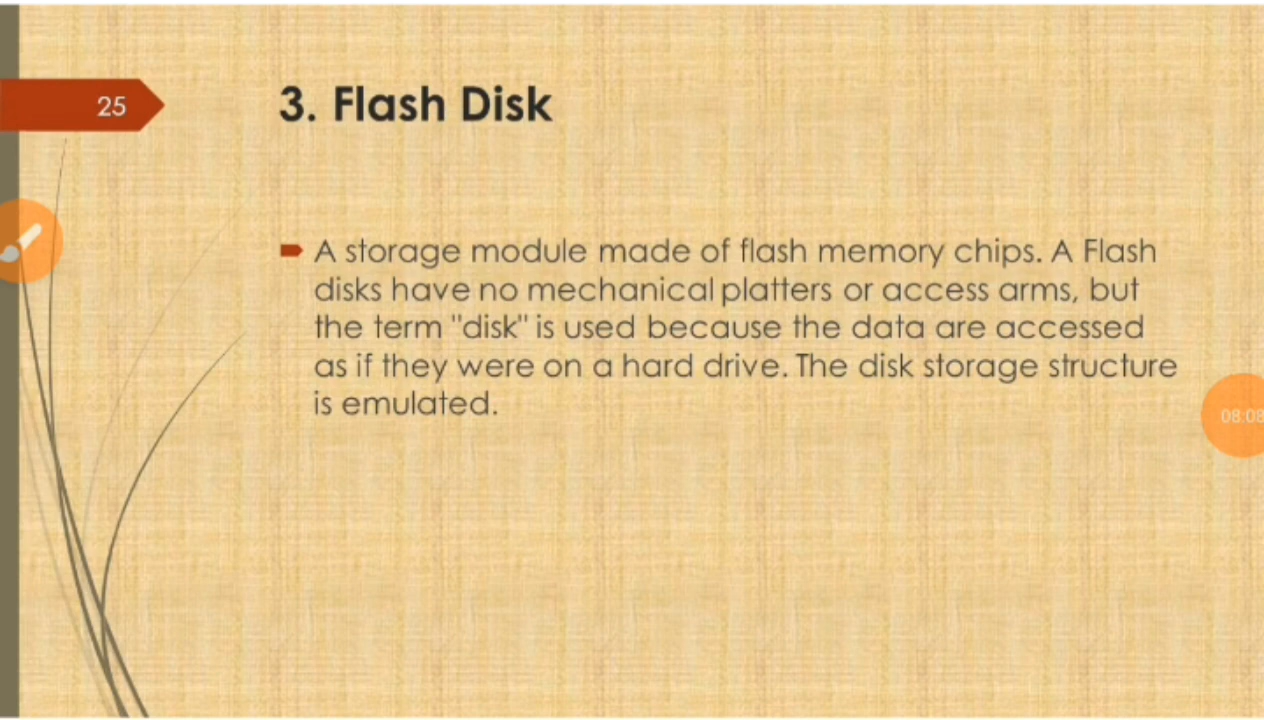 25
3. Flash Disk
A storage module made of flash memory chips. A Flash
disks have no mechanical platters or access arms, but
the term "disk" is used because the data are accessed
as if they were on a hard drive. The disk storage structure
is emulated.
08:08